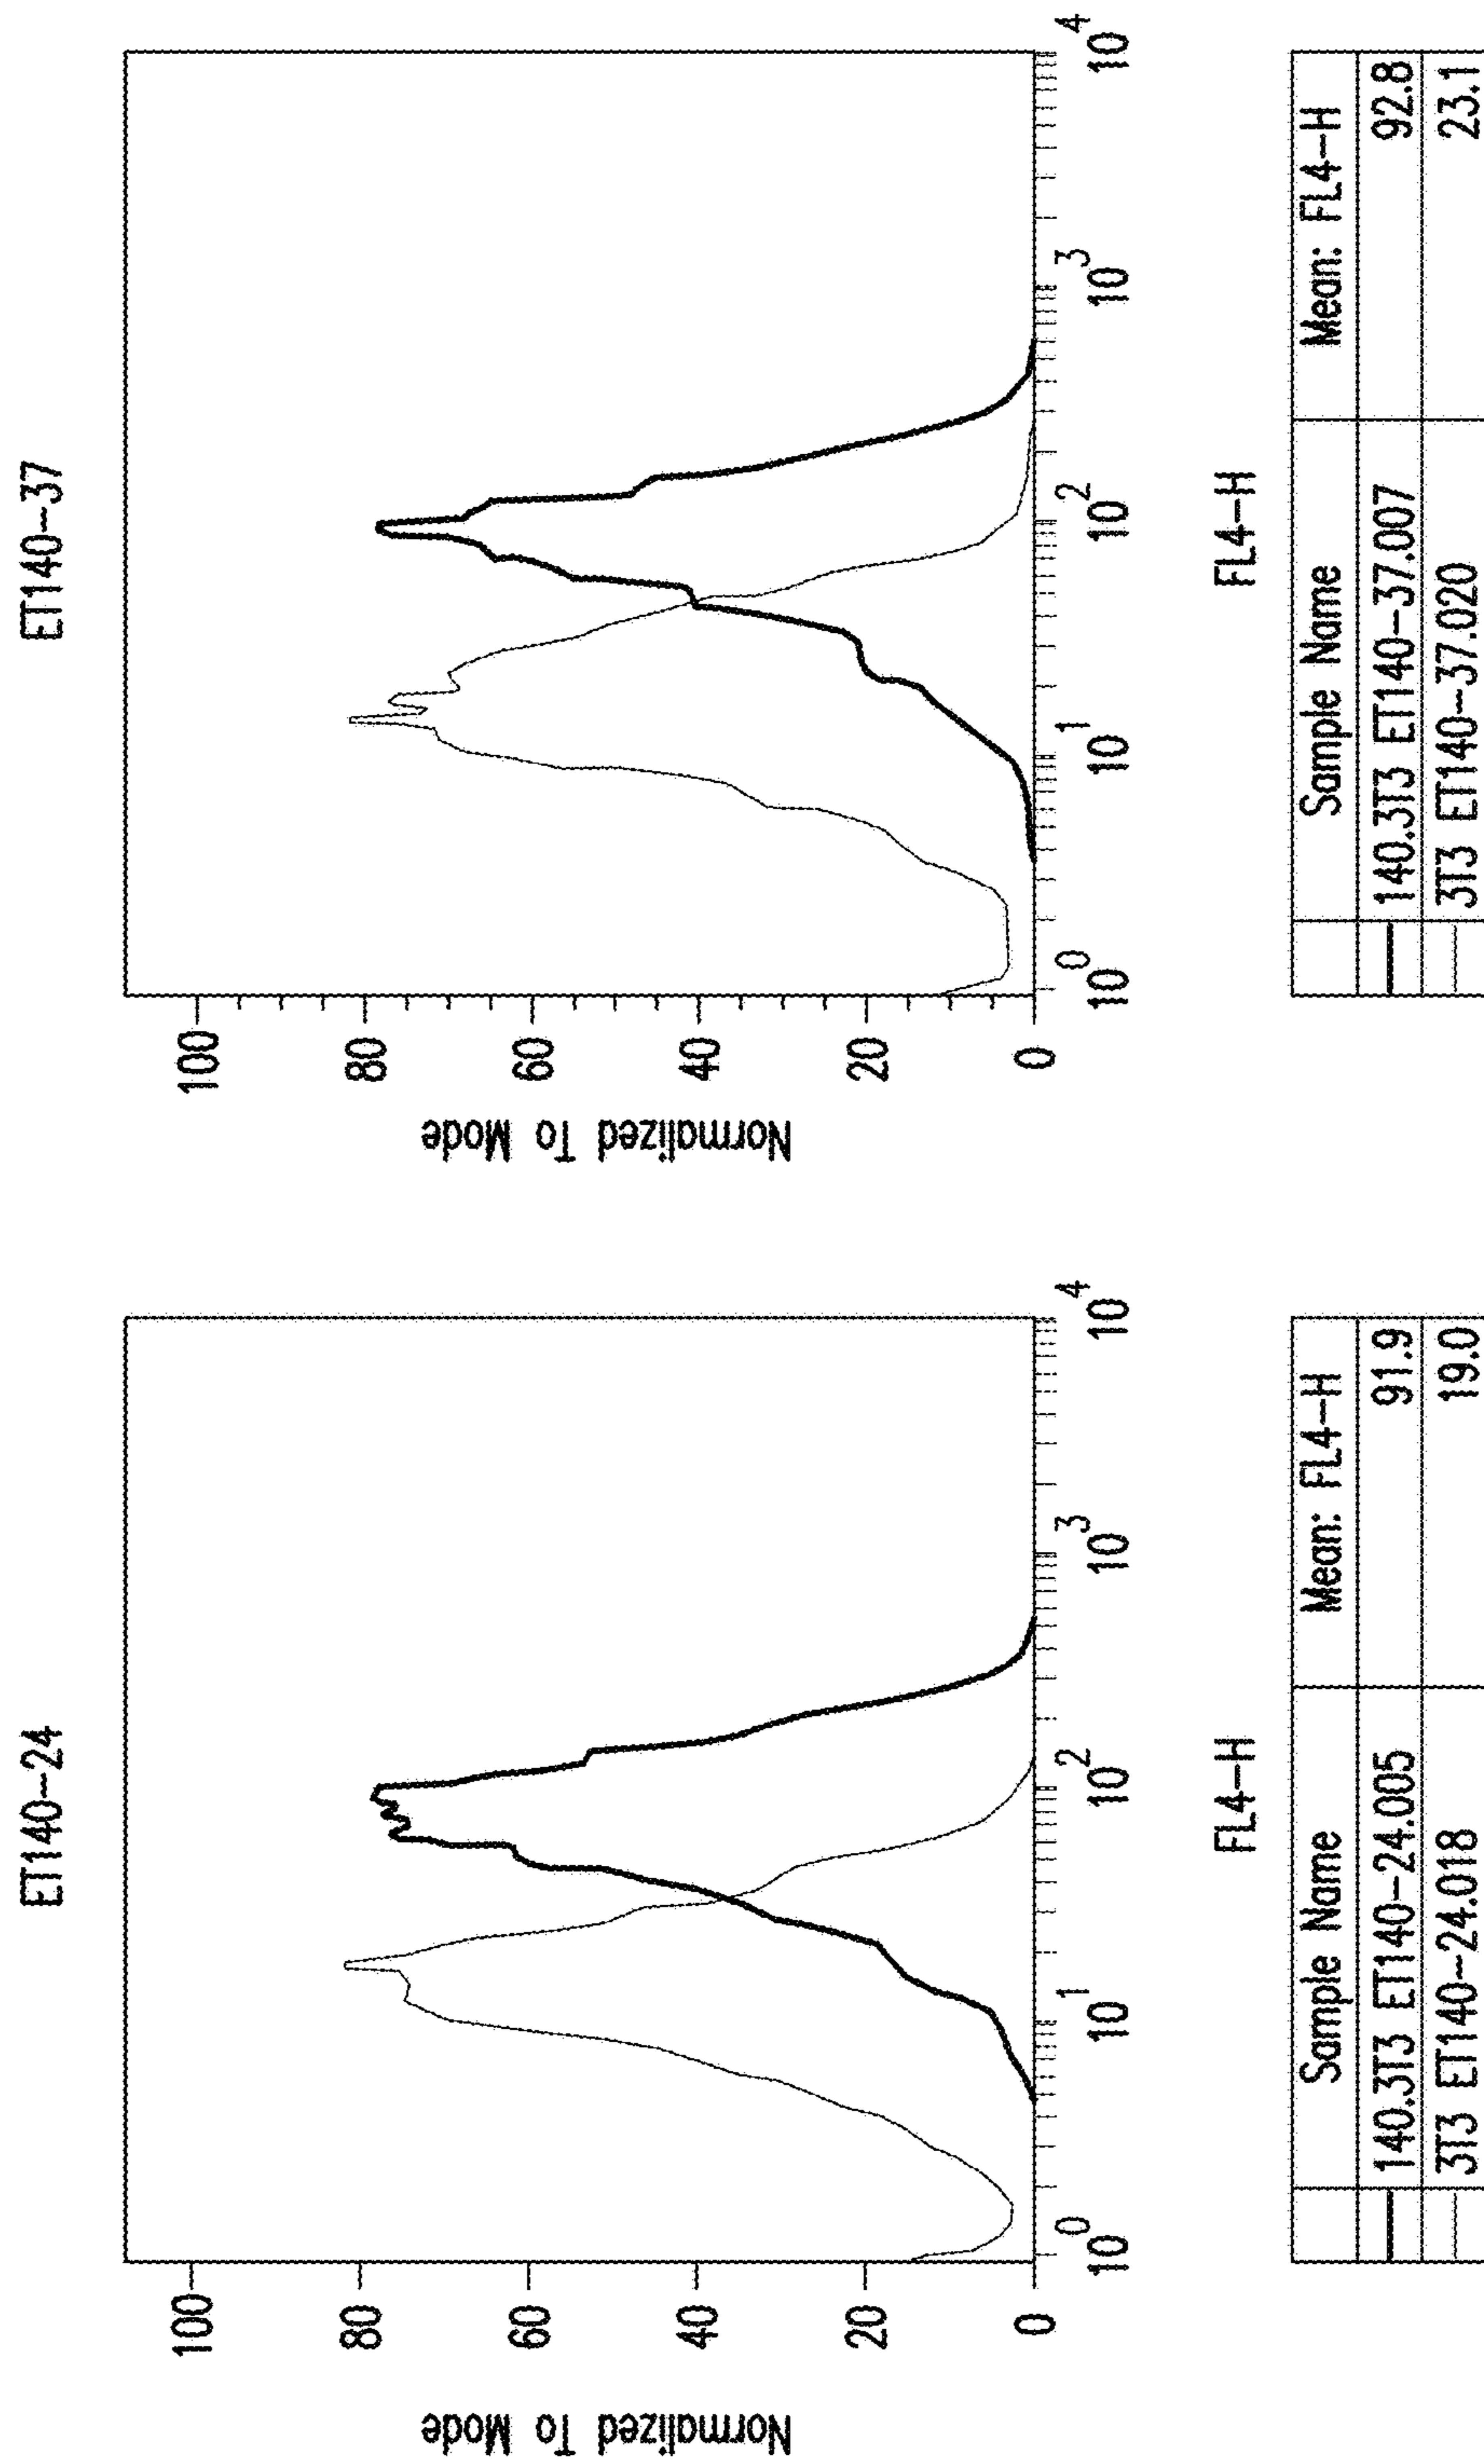 ET140-24
Normalized To Mode
100
80
60
40
20
0
10^0 10^1 10^2 10^3 10^4
FL4-H
Sample Name Mean: FL4-H
140.3T3 ET140-24.005 91.9
3T3 ET140-24.018 19.0
ET140-37
Normalized To Mode
100
80
60
40
20
0
10^0 10^1 10^2 10^3 10^4
FL4-H
Sample Name Mean: FL4-H
140.3T3 ET140-37.007 92.8
3T3 ET140-37.020 23.1